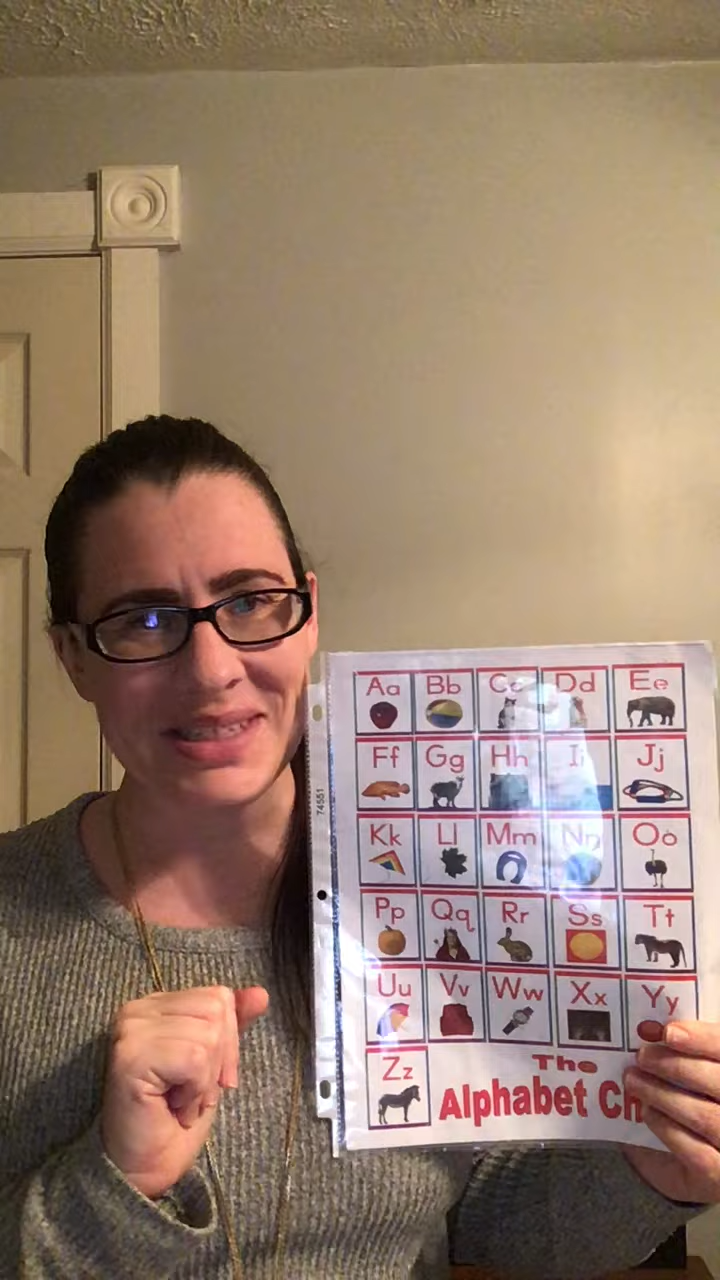 Aa Bb Cc Dd Ee
Ff Gg Hh Ii Jj
Kk Ll Mm Nn Oo
Pp Qq Rr Ss Tt
Uu Vv Ww Xx Yy
Zz
The
Alphabet Ch
74551